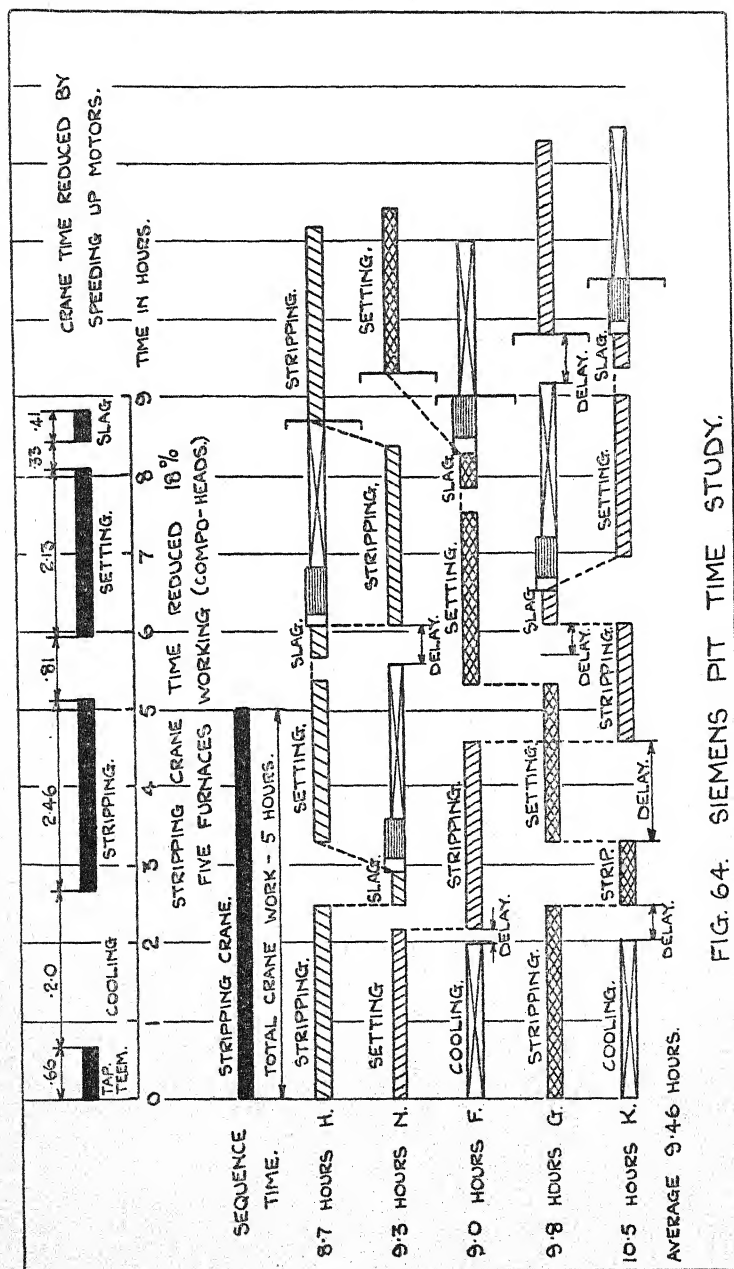 CRANE TIME REDUCED BY
SPEEDING UP MOTORS.
·66
·2·0
2·46
·81
2·13
·33
·41
TAP.
TEEM.
COOLING
STRIPPING.
SETTING.
SLAG
0 1 2 3 4 5 6 7 8 9 TIME IN HOURS.
SEQUENCE
TIME.
STRIPPING CRANE.
TOTAL CRANE WORK - 5 HOURS.
STRIPPING CRANE TIME REDUCED 18%
FIVE FURNACES WORKING (COMPO-HEADS.)
8·7 HOURS H.
STRIPPING.
SETTING.
SLAG.
STRIPPING.
9·3 HOURS N.
SETTING
SLAG.
DELAY.
STRIPPING.
SETTING.
9·0 HOURS F.
COOLING.
DELAY.
STRIPPING.
SETTING.
SLAG.
9·8 HOURS G.
STRIPPING.
SETTING.
DELAY.
SLAG.
DELAY.
10·5 HOURS K.
COOLING.
DELAY.
STRIP.
DELAY.
STRIPPING.
SETTING.
SLAG.
AVERAGE 9·46 HOURS.
FIG. 64. SIEMENS PIT TIME STUDY.